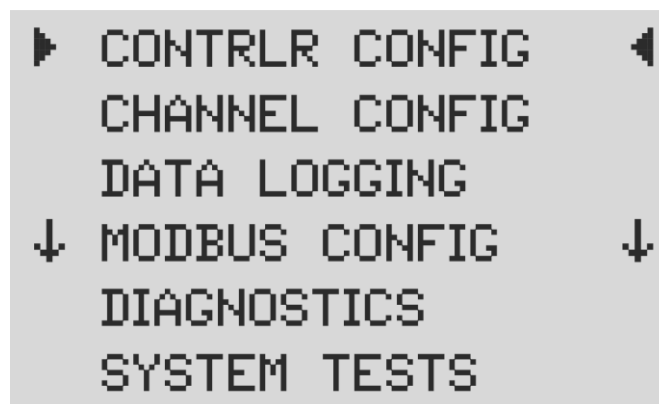 CONTRLR CONFIG
CHANNEL CONFIG
DATA LOGGING
MODBUS CONFIG
DIAGNOSTICS
SYSTEM TESTS